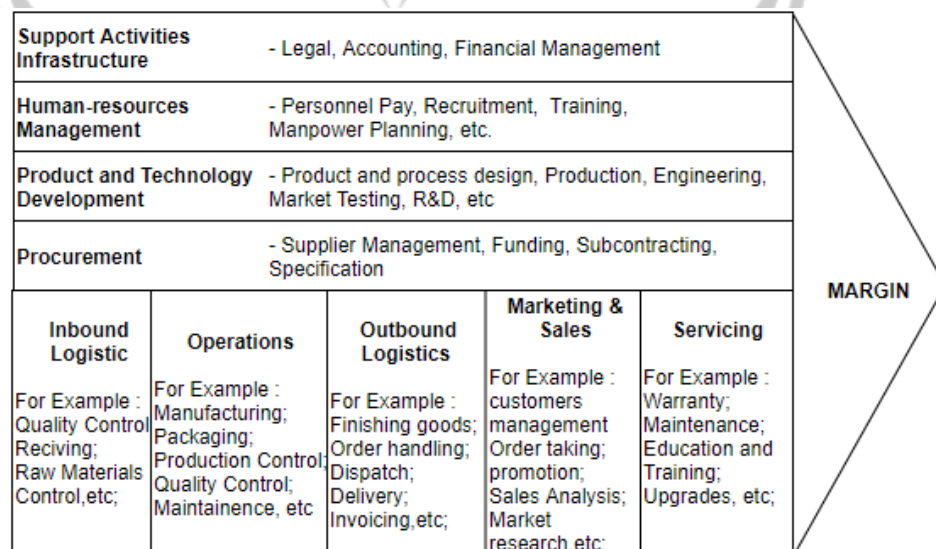 Support Activities
Infrastructure
- Legal, Accounting, Financial Management
Human-resources
Management
- Personnel Pay, Recruitment, Training,
Manpower Planning, etc.
Product and Technology
Development
- Product and process design, Production, Engineering,
Market Testing, R&D, etc
Procurement
- Supplier Management, Funding, Subcontracting,
Specification
MARGIN
Inbound
Logistic
For Example :
Quality Control
Reciving;
Raw Materials
Control,etc;
Operations
For Example :
Manufacturing;
Packaging;
Production Control;
Quality Control;
Maintainence, etc
Outbound
Logistics
For Example :
Finishing goods;
Order handling;
Dispatch;
Delivery;
Invoicing,etc;
Marketing &
Sales
For Example :
customers
management
Order taking;
promotion;
Sales Analysis;
Market
research,etc;
Servicing
For Example :
Warranty;
Maintenance;
Education and
Training;
Upgrades, etc;